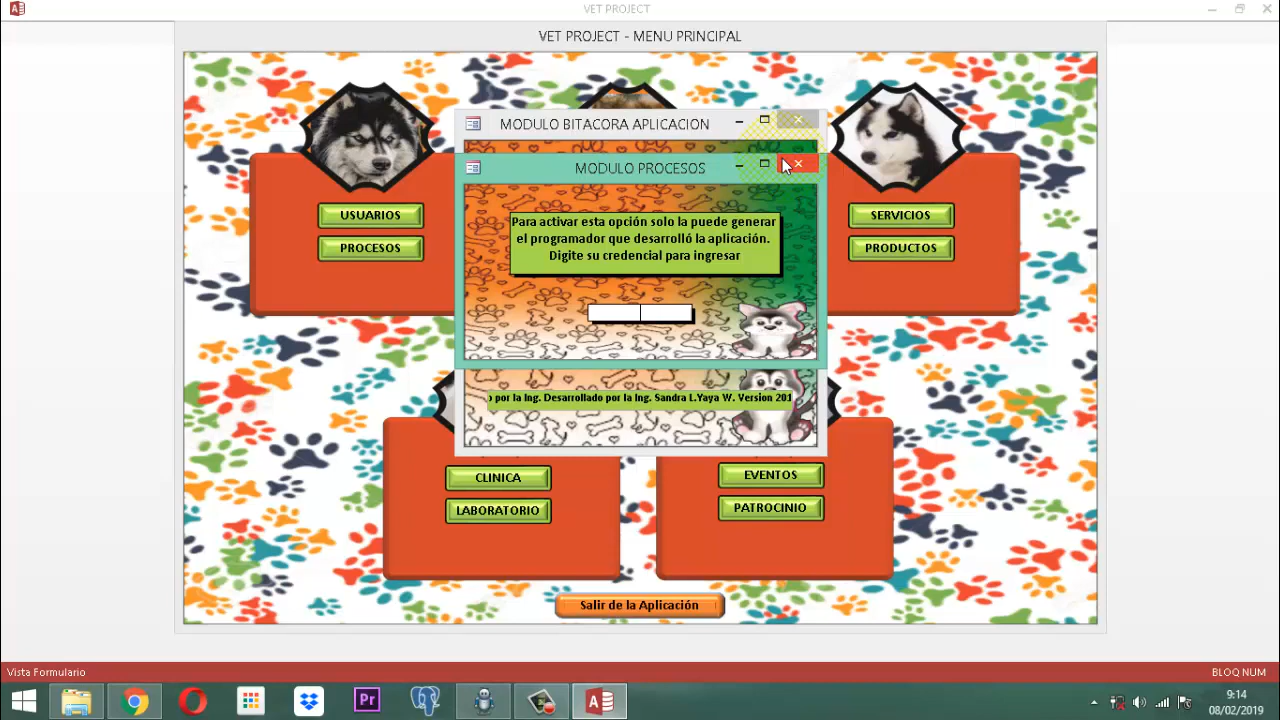 VET PROJECT
VET PROJECT - MENU PRINCIPAL
MODULO BITACORA APLICACION
MODULO PROCESOS
USUARIOS
PROCESOS
SERVICIOS
PRODUCTOS
Para activar esta opción solo la puede generar
el programador que desarrolló la aplicación.
Digite su credencial para ingresar
por la Ing. Desarrollado por la Ing. Sandra L.Yaya W. Version 201
CLINICA
LABORATORIO
EVENTOS
PATROCINIO
Salir de la Aplicación
Vista Formulario
BLOQ NUM
Pr
9:14
08/02/2019